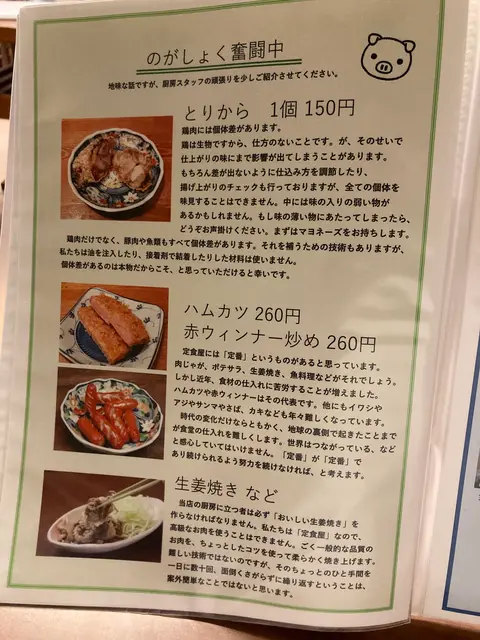 のがしょく奮闘中
地味な話ですが、厨房スタッフの頑張りを少しご紹介させてください。
とりから 1個 150円
鶏肉には個体差があります。
鶏は生物ですから、仕方のないことです。が、そのせいで
仕上がりの味にまで影響が出てしまうことがあります。
もちろん差が出ないように仕込み方を調節したり、
揚げ上がりのチェックも行っておりますが、全ての個体を
味見することはできません。中には味の入りの弱い物が
あるかもしれません。もし味の薄い物にあたってしまったら、
どうぞお声掛けください。まずはマヨネーズをお持ちします。
鶏肉だけでなく、豚肉や魚類もすべて個体差があります。それを補うための技術もありますが、
私たちは油を注入したり、接着剤で結着したりした材料は使いません。
個体差があるのは本物だからこそ、と思っていただけると幸いです。
ハムカツ 260円
赤ウィンナー炒め 260円
定食屋には「定番」というものがあると思っています。
肉じゃが、ポテサラ、生姜焼き、魚料理などがそれでしょう。
しかし近年、食材の仕入れに苦労することが増えました。
ハムカツや赤ウィンナーはその代表です。他にもイワシや
アジやサンマやさば、カキなども年々難しくなっています。
時代の変化だけならともかく、地球の裏側で起きたことまで
が食堂の仕入れを難しくします。世界はつながっている、など
と感心してはいけません。「定番」が「定番」で
あり続けられるよう努力を続けなければ、と考えます。
生姜焼き など
当店の厨房に立つ者は必ず「おいしい生姜焼き」を
作らなければなりません。私たちは「定食屋」なので、
高級なお肉を使うことはできません。ごく一般的な品質の
お肉を、ちょっとしたコツを使って柔らかく焼き上げます。
難しい技術ではないのですが、そのちょっとのひと手間を
一日に数十回、面倒くさがらずに繰り返すということは、
案外簡単なことではないと思います。